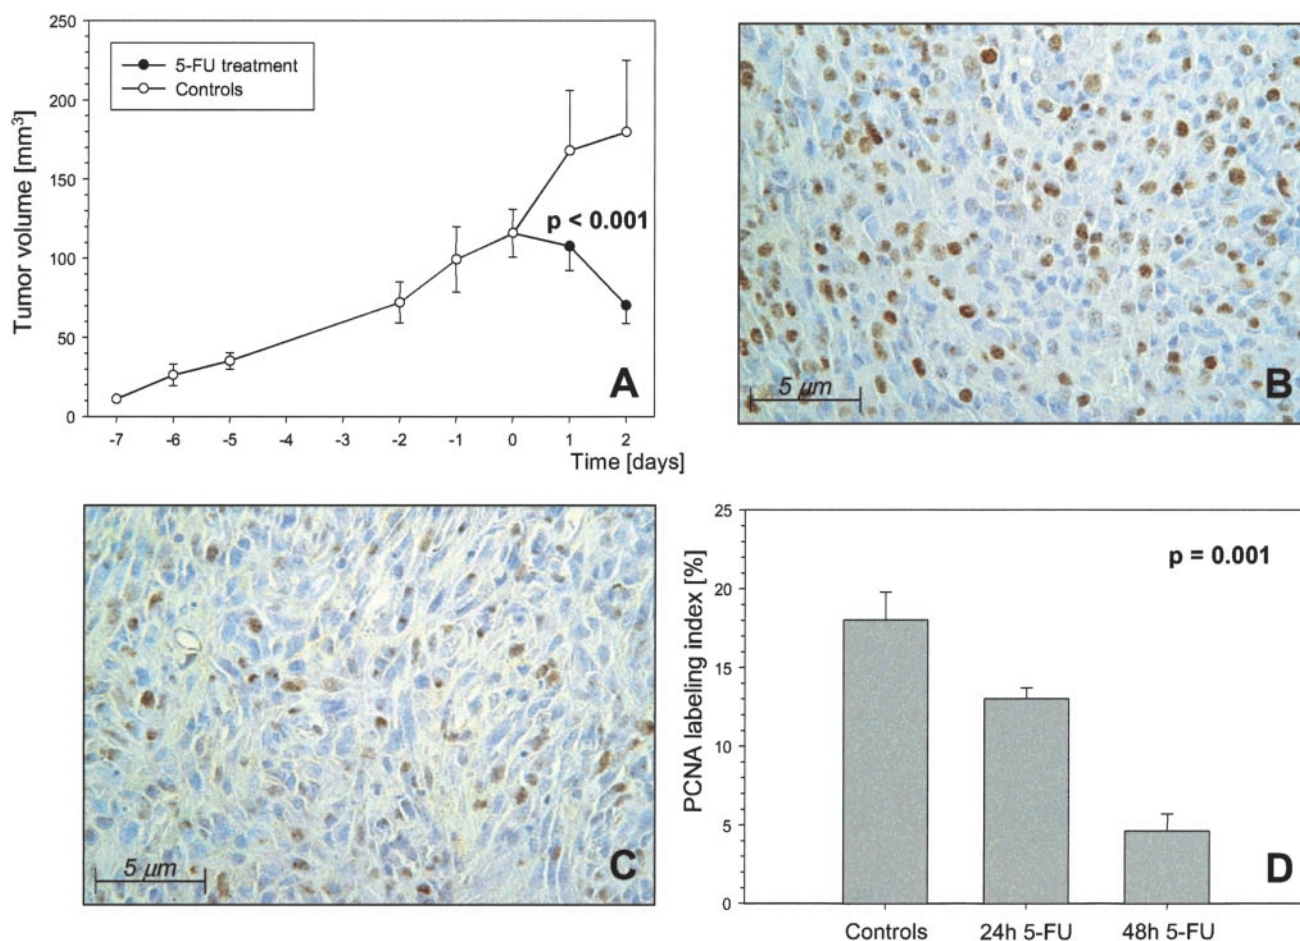 250
200
150
100
50
0
Tumor volume [mm³]
5-FU treatment
Controls
p < 0.001
A
-7 -6 -5 -4 -3 -2 -1 0 1 2
Time [days]
5 µm
B
5 µm
C
25
20
15
10
5
0
PCNA labeling index [%]
p = 0.001
D
Controls 24h 5-FU 48h 5-FU